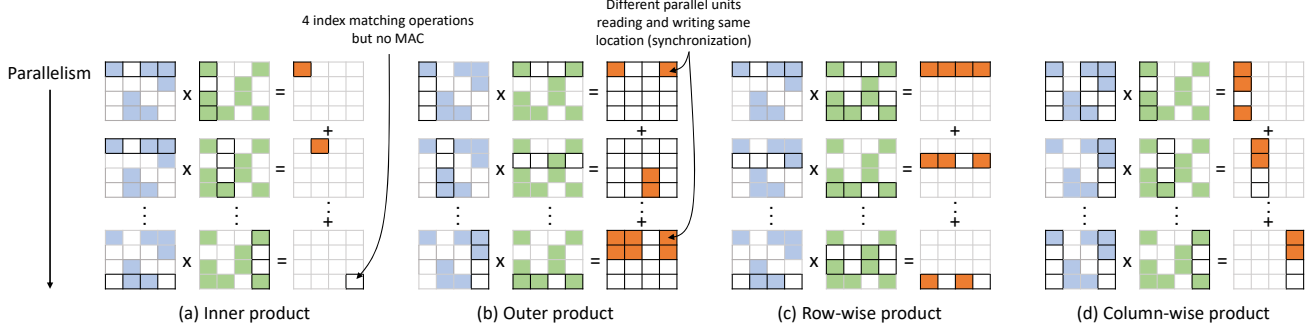 4 index matching operations
but no MAC
Different parallel units
reading and writing same
location (synchronization)
Parallelism
x = x = x = x =
+ + + +
x = x = x = x =
⋮ ⋮ + ⋮ ⋮ + ⋮ ⋮ + ⋮ ⋮ +
x = x = x = x =
(a) Inner product
(b) Outer product
(c) Row-wise product
(d) Column-wise product